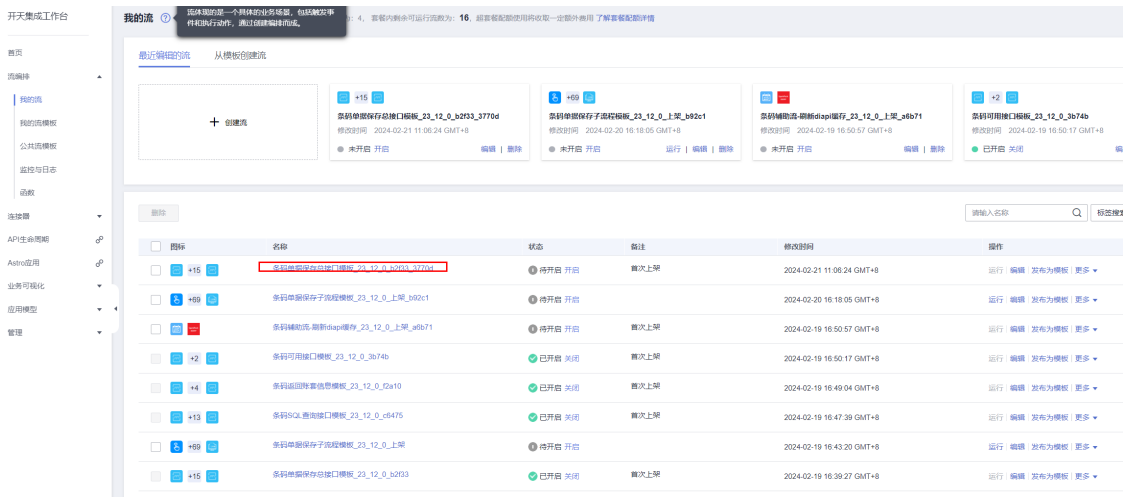 开天集成工作台
首页
流编排
我的流
我的流模板
公共流模板
监控与日志
函数
连接器
API生命周期
Astro应用
业务可视化
应用模型
管理
我的流
流体现的是一个具体的业务场景，包括触发事
件和执行动作，通过创建编排而成。
为：4， 套餐内剩余可运行流数为：16，超套餐配额使用将收取一定额外费用 了解套餐配额详情
最近编辑的流 从模板创建流
创建流
+15
条码单据保存总接口模板_23_12_0_b2f33_3770d
修改时间 2024-02-21 11:06:24 GMT+8
未开启 开启 编辑 | 删除
+69
条码单据保存子流程模板_23_12_0_上架_b92c1
修改时间 2024-02-20 16:18:05 GMT+8
未开启 开启 运行 | 编辑 | 删除
条码辅助流-刷新diapi缓存_23_12_0_上架_a6b71
修改时间 2024-02-19 16:50:57 GMT+8
未开启 开启 编辑 | 删除
+2
条码可用接口模板_23_12_0_3b74b
修改时间 2024-02-19 16:50:17 GMT+8
已开启 关闭
删除 请输入名称 标签搜索
图标 名称 状态 备注 修改时间 操作
+15 条码单据保存总接口模板_23_12_0_b2f33_3770d 待开启 开启 首次上架 2024-02-21 11:06:24 GMT+8 运行 | 编辑 | 发布为模板 | 更多
+69 条码单据保存子流程模板_23_12_0_上架_b92c1 待开启 开启 2024-02-20 16:18:05 GMT+8 运行 | 编辑 | 发布为模板 | 更多
条码辅助流-刷新diapi缓存_23_12_0_上架_a6b71 待开启 开启 首次上架 2024-02-19 16:50:57 GMT+8 运行 | 编辑 | 发布为模板 | 更多
+2 条码可用接口模板_23_12_0_3b74b 已开启 关闭 首次上架 2024-02-19 16:50:17 GMT+8 运行 | 编辑 | 发布为模板 | 更多
+4 条码返回账套信息模板_23_12_0_f2a10 已开启 关闭 首次上架 2024-02-19 16:49:04 GMT+8 运行 | 编辑 | 发布为模板 | 更多
+13 条码SQL查询接口模板_23_12_0_c6475 已开启 关闭 首次上架 2024-02-19 16:47:39 GMT+8 运行 | 编辑 | 发布为模板 | 更多
+69 条码单据保存子流程模板_23_12_0_上架 待开启 开启 2024-02-19 16:43:20 GMT+8 运行 | 编辑 | 发布为模板 | 更多
+15 条码单据保存总接口模板_23_12_0_b2f33 已开启 关闭 首次上架 2024-02-19 16:39:27 GMT+8 运行 | 编辑 | 发布为模板 | 更多